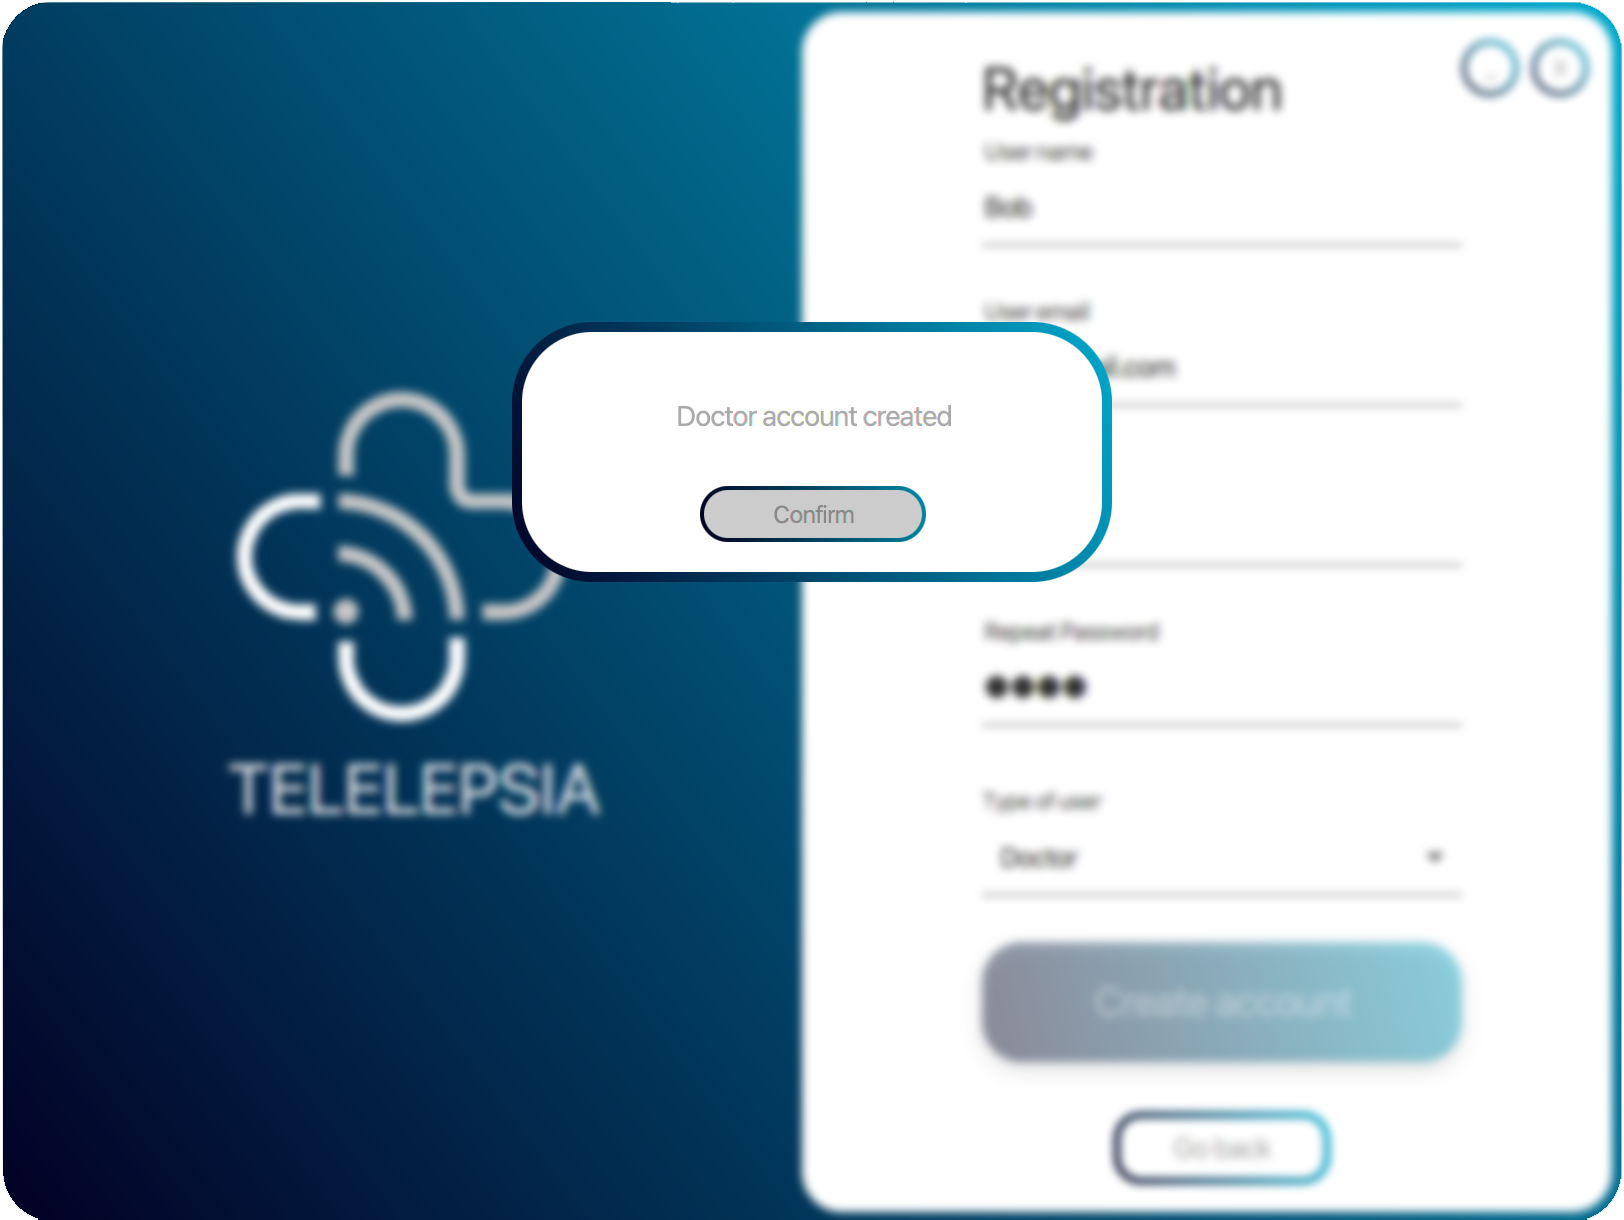 Registration
User name
Bob
User email
il.com
Doctor account created
Confirm
Repeat Password
TELELEPSIA
Type of user
Doctor
Create account
Go back